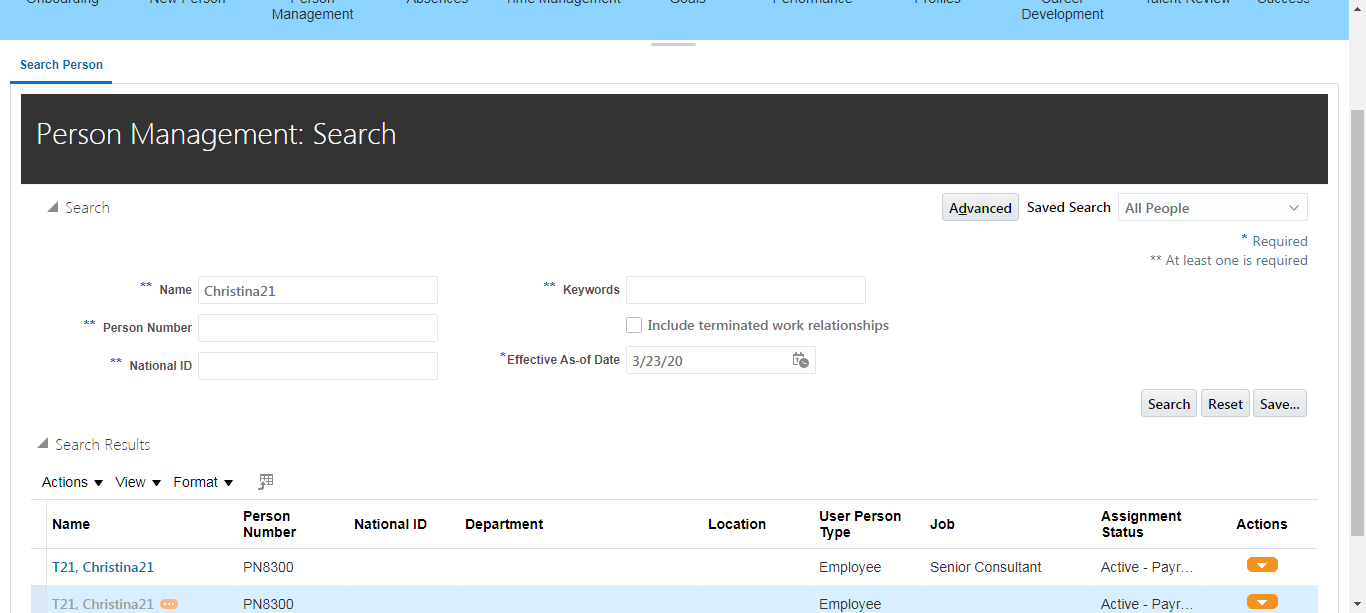 Onboarding New Person Person Management Absences Time Management Goals Performance Profiles Career Development Talent Review Success
Search Person
Person Management: Search
Search
Advanced Saved Search All People
* Required
** At least one is required
** Name Christina21 ** Keywords
** Person Number Include terminated work relationships
** National ID *Effective As-of Date 3/23/20
Search Reset Save...
Search Results
Actions View Format
Name Person Number National ID Department Location User Person Type Job Assignment Status Actions
T21, Christina21 PN8300 Employee Senior Consultant Active - Payr...
T21, Christina21 PN8300 Employee Active - Payr...